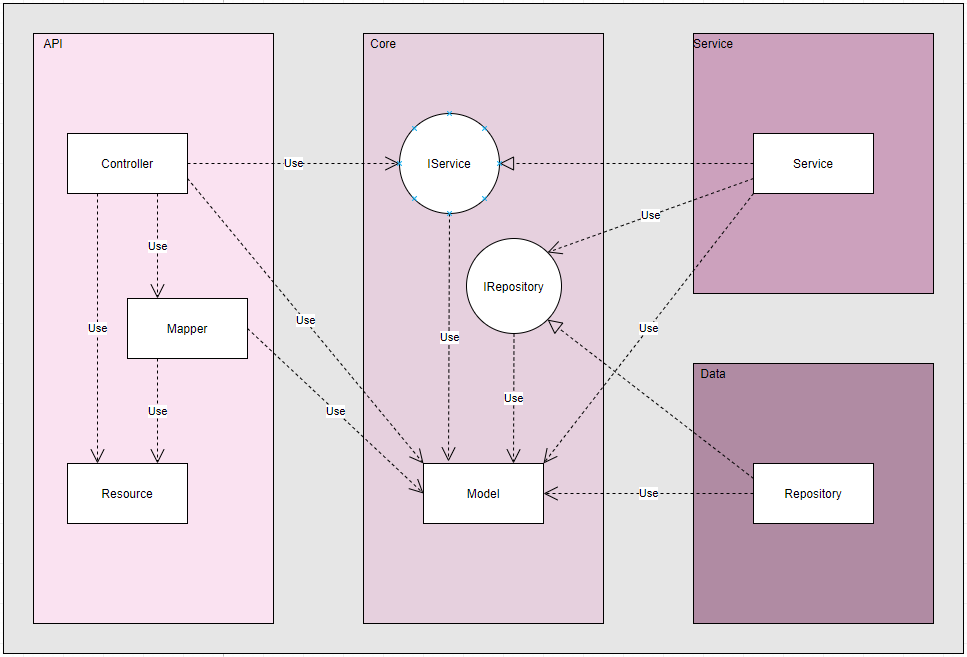 API
Core
Service
Controller
Use
IService
Service
Use
Use
IRepository
Use
Mapper
Use
Use
Use
Use
Use
Use
Data
Resource
Model
Use
Repository